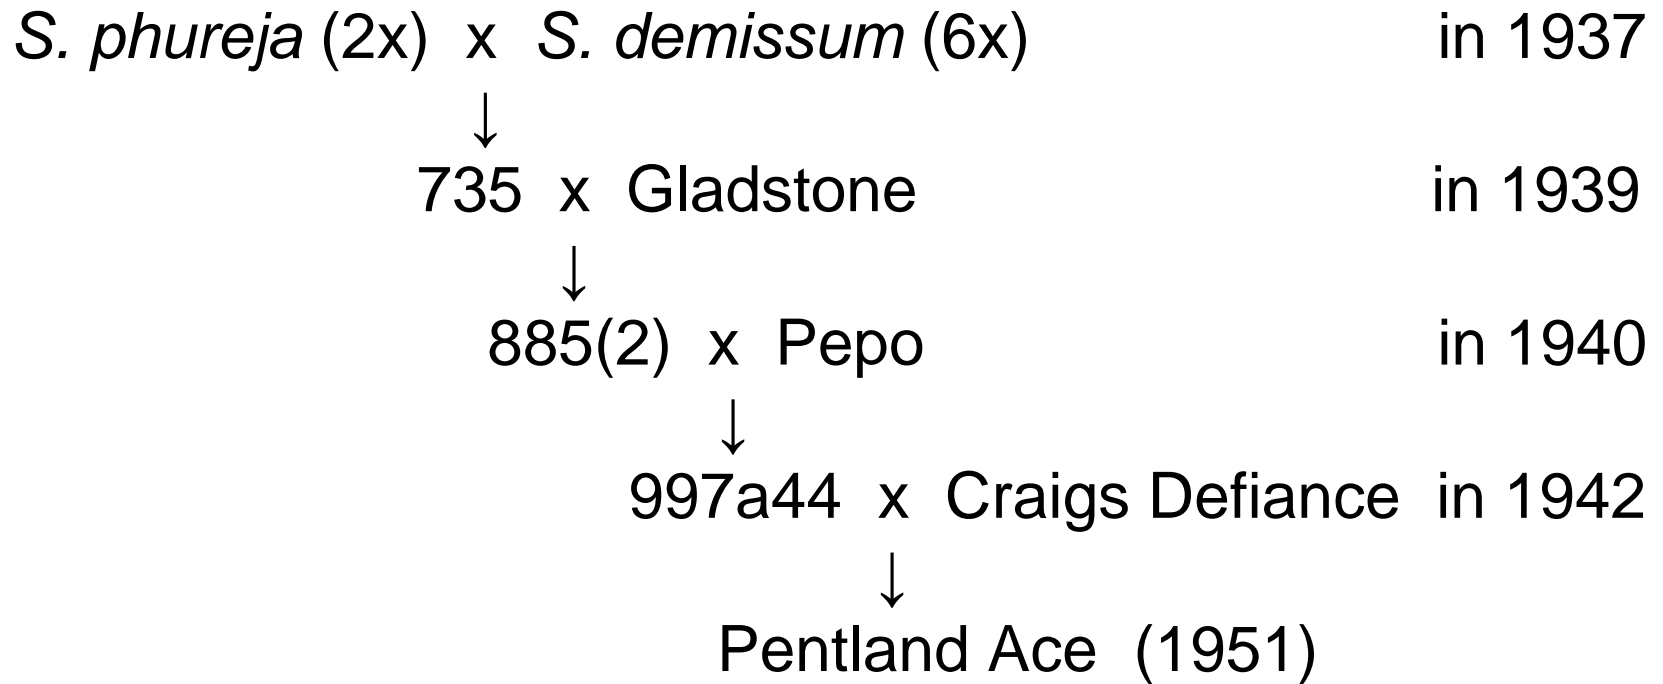 S. phureja (2x) x S. demissum (6x) in 1937
↓
735 x Gladstone in 1939
↓
885(2) x Pepo in 1940
↓
997a44 x Craigs Defiance in 1942
↓
Pentland Ace (1951)